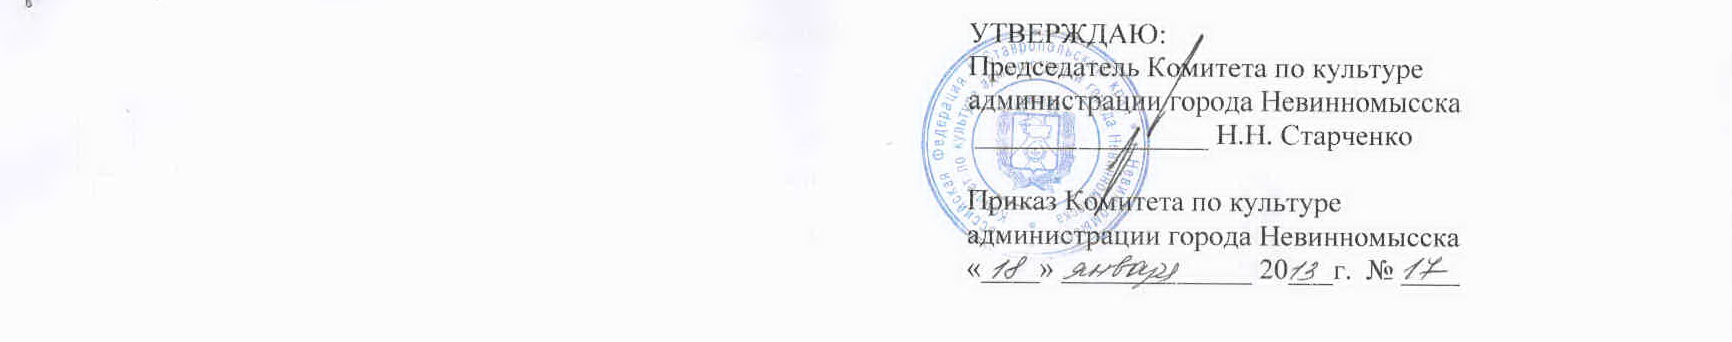 УТВЕРЖДАЮ:
Председатель Комитета по культуре
администрации города Невинномысска
Н.Н. Старченко
Приказ Комитета по культуре
администрации города Невинномысска
«18» января 2013 г. № 17